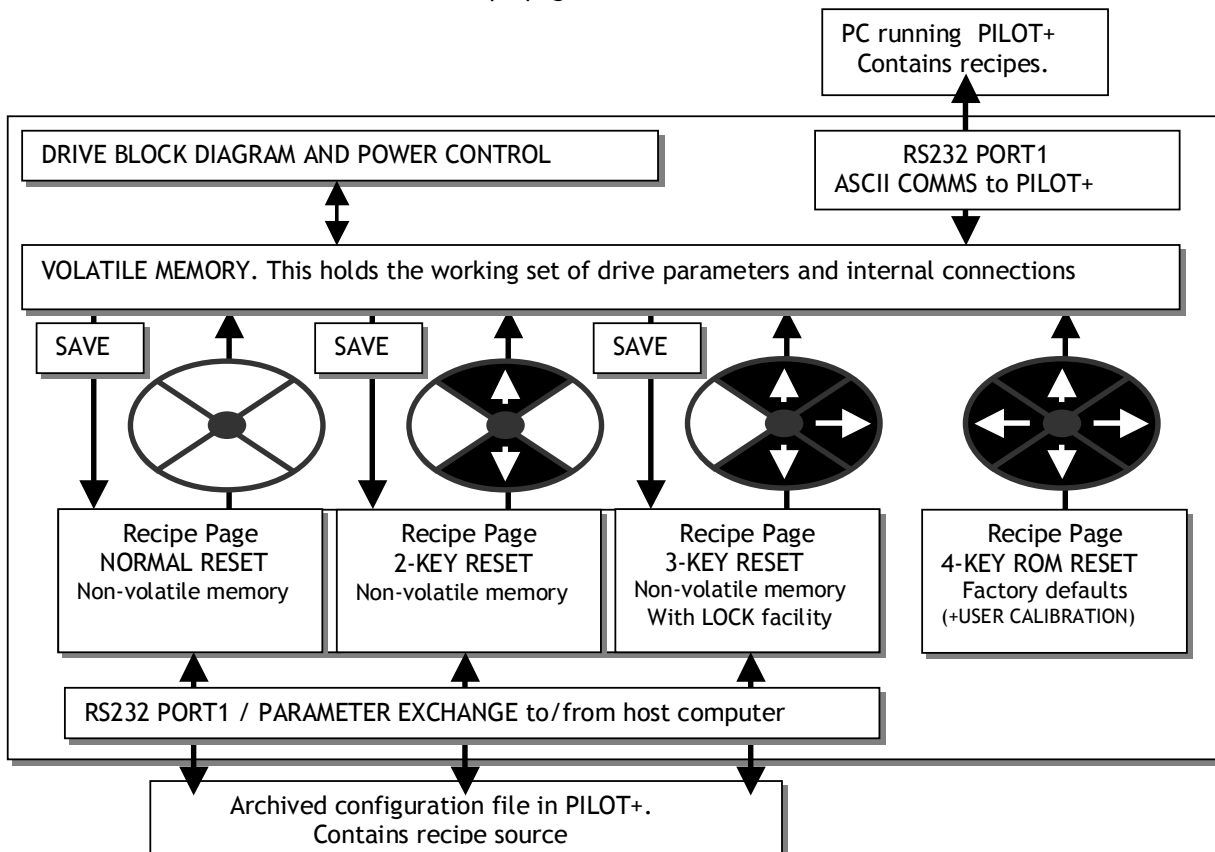 PC running PILOT+
Contains recipes.
DRIVE BLOCK DIAGRAM AND POWER CONTROL
RS232 PORT1
ASCII COMMS to PILOT+
VOLATILE MEMORY. This holds the working set of drive parameters and internal connections
SAVE
SAVE
SAVE
Recipe Page
NORMAL RESET
Non-volatile memory
Recipe Page
2-KEY RESET
Non-volatile memory
Recipe Page
3-KEY RESET
Non-volatile memory
With LOCK facility
Recipe Page
4-KEY ROM RESET
Factory defaults
(+USER CALIBRATION)
RS232 PORT1 / PARAMETER EXCHANGE to/from host computer
Archived configuration file in PILOT+.
Contains recipe source